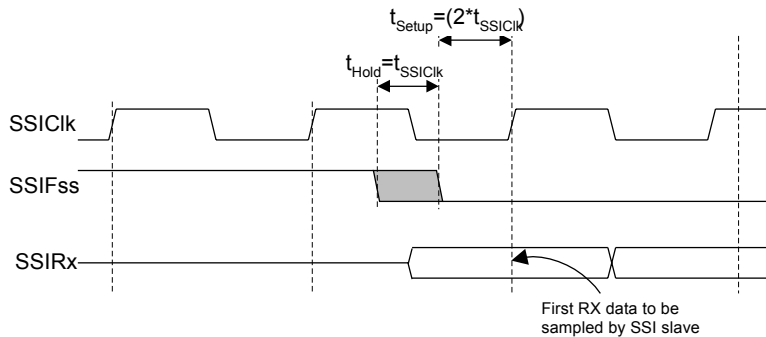 tSetup=(2*tSSIClk)
tHold=tSSIClk
SSIClk
SSIFss
SSIRx
First RX data to be
sampled by SSI slave